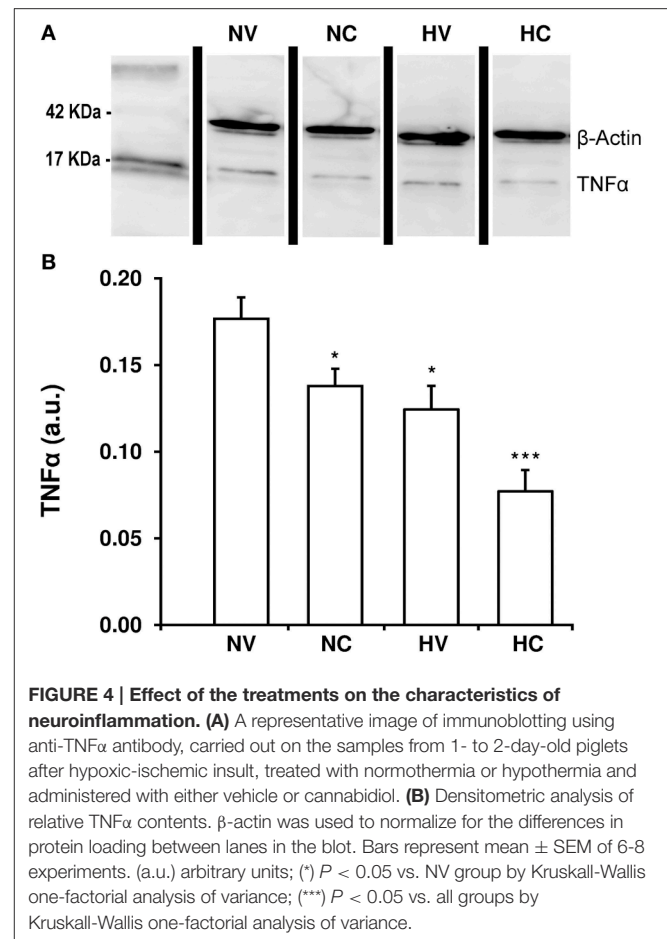 A
NV NC HV HC
42 KDa -
β-Actin
17 KDa -
TNFα
B
0.20
*
*
0.15
***
TNFα (a.u.)
0.10
0.05
0.00
NV NC HV HC
FIGURE 4 | Effect of the treatments on the characteristics of
neuroinflammation. (A) A representative image of immunoblotting using
anti-TNFα antibody, carried out on the samples from 1- to 2-day-old piglets
after hypoxic-ischemic insult, treated with normothermia or hypothermia and
administered with either vehicle or cannabidiol. (B) Densitometric analysis of
relative TNFα contents. β-actin was used to normalize for the differences in
protein loading between lanes in the blot. Bars represent mean ± SEM of 6-8
experiments. (a.u.) arbitrary units; (*) P < 0.05 vs. NV group by Kruskall-Wallis
one-factorial analysis of variance; (***) P < 0.05 vs. all groups by
Kruskall-Wallis one-factorial analysis of variance.